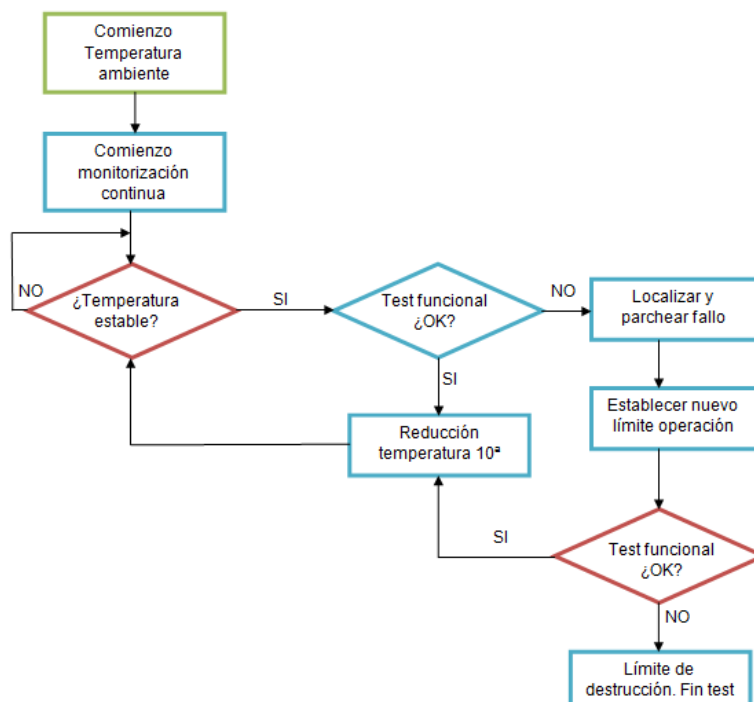 Comienzo
Temperatura
ambiente
Comienzo
monitorización
continua
NO
¿Temperatura
estable?
SI
Test funcional
¿OK?
NO
Localizar y
parchear fallo
SI
Establecer nuevo
límite operación
Reducción
temperatura 10ª
SI
Test funcional
¿OK?
NO
Límite de
destrucción. Fin test